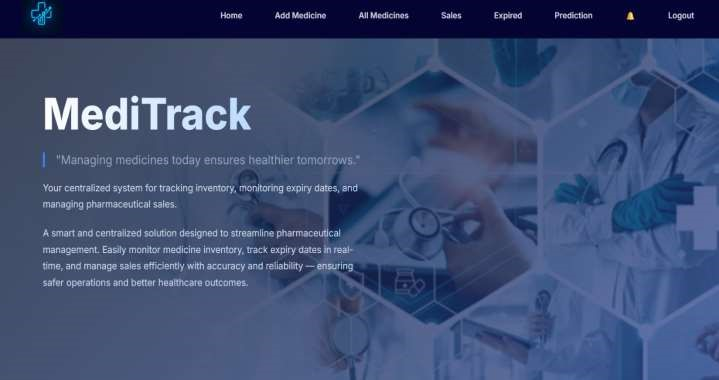 Home Add Medicine All Medicines Sales Expired Prediction Logout
MediTrack
"Managing medicines today ensures healthier tomorrows."
Your centralized system for tracking inventory, monitoring expiry dates, and
managing pharmaceutical sales.
A smart and centralized solution designed to streamline pharmaceutical
management. Easily monitor medicine inventory, track expiry dates in real-
time, and manage sales efficiently with accuracy and reliability — ensuring
safer operations and better healthcare outcomes.